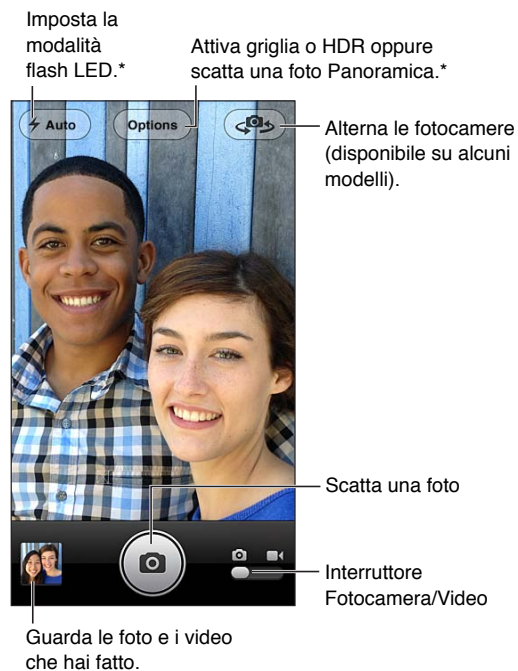 Imposta la
modalità
flash LED.*
Attiva griglia o HDR oppure
scatta una foto Panoramica.*
Auto
Options
Alterna le fotocamere
(disponibile su alcuni
modelli).
Scatta una foto
Interruttore
Fotocamera/Video
Guarda le foto e i video
che hai fatto.